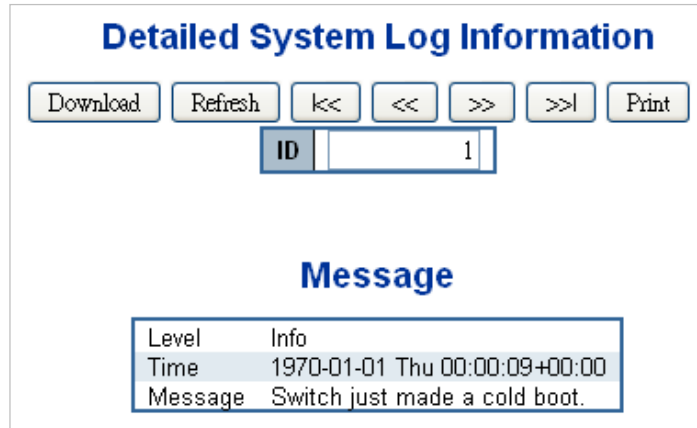 Detailed System Log Information
Download Refresh |<< << >> >>| Print
ID 1
Message
Level Info
Time 1970-01-01 Thu 00:00:09+00:00
Message Switch just made a cold boot.